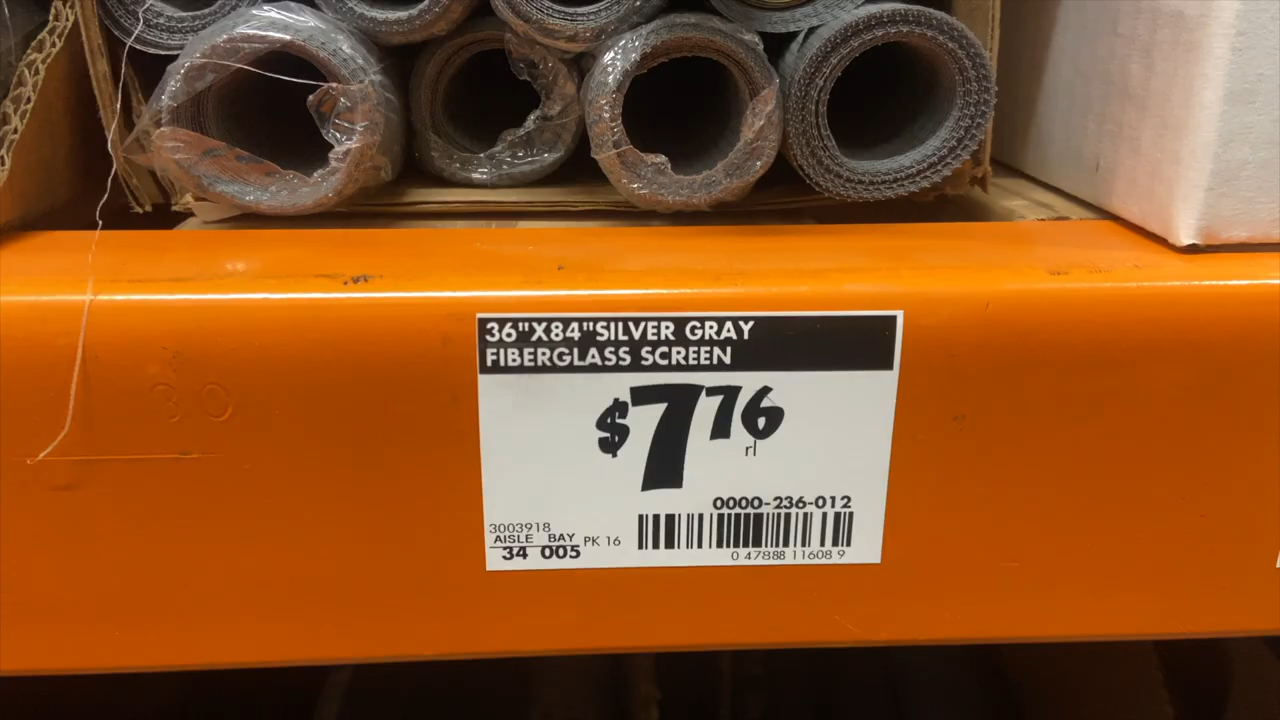 30
36"X84"SILVER GRAY
FIBERGLASS SCREEN
$776
rl
0000-236-012
3003918
AISLE BAY PK 16
34 005
0 47888 11608 9